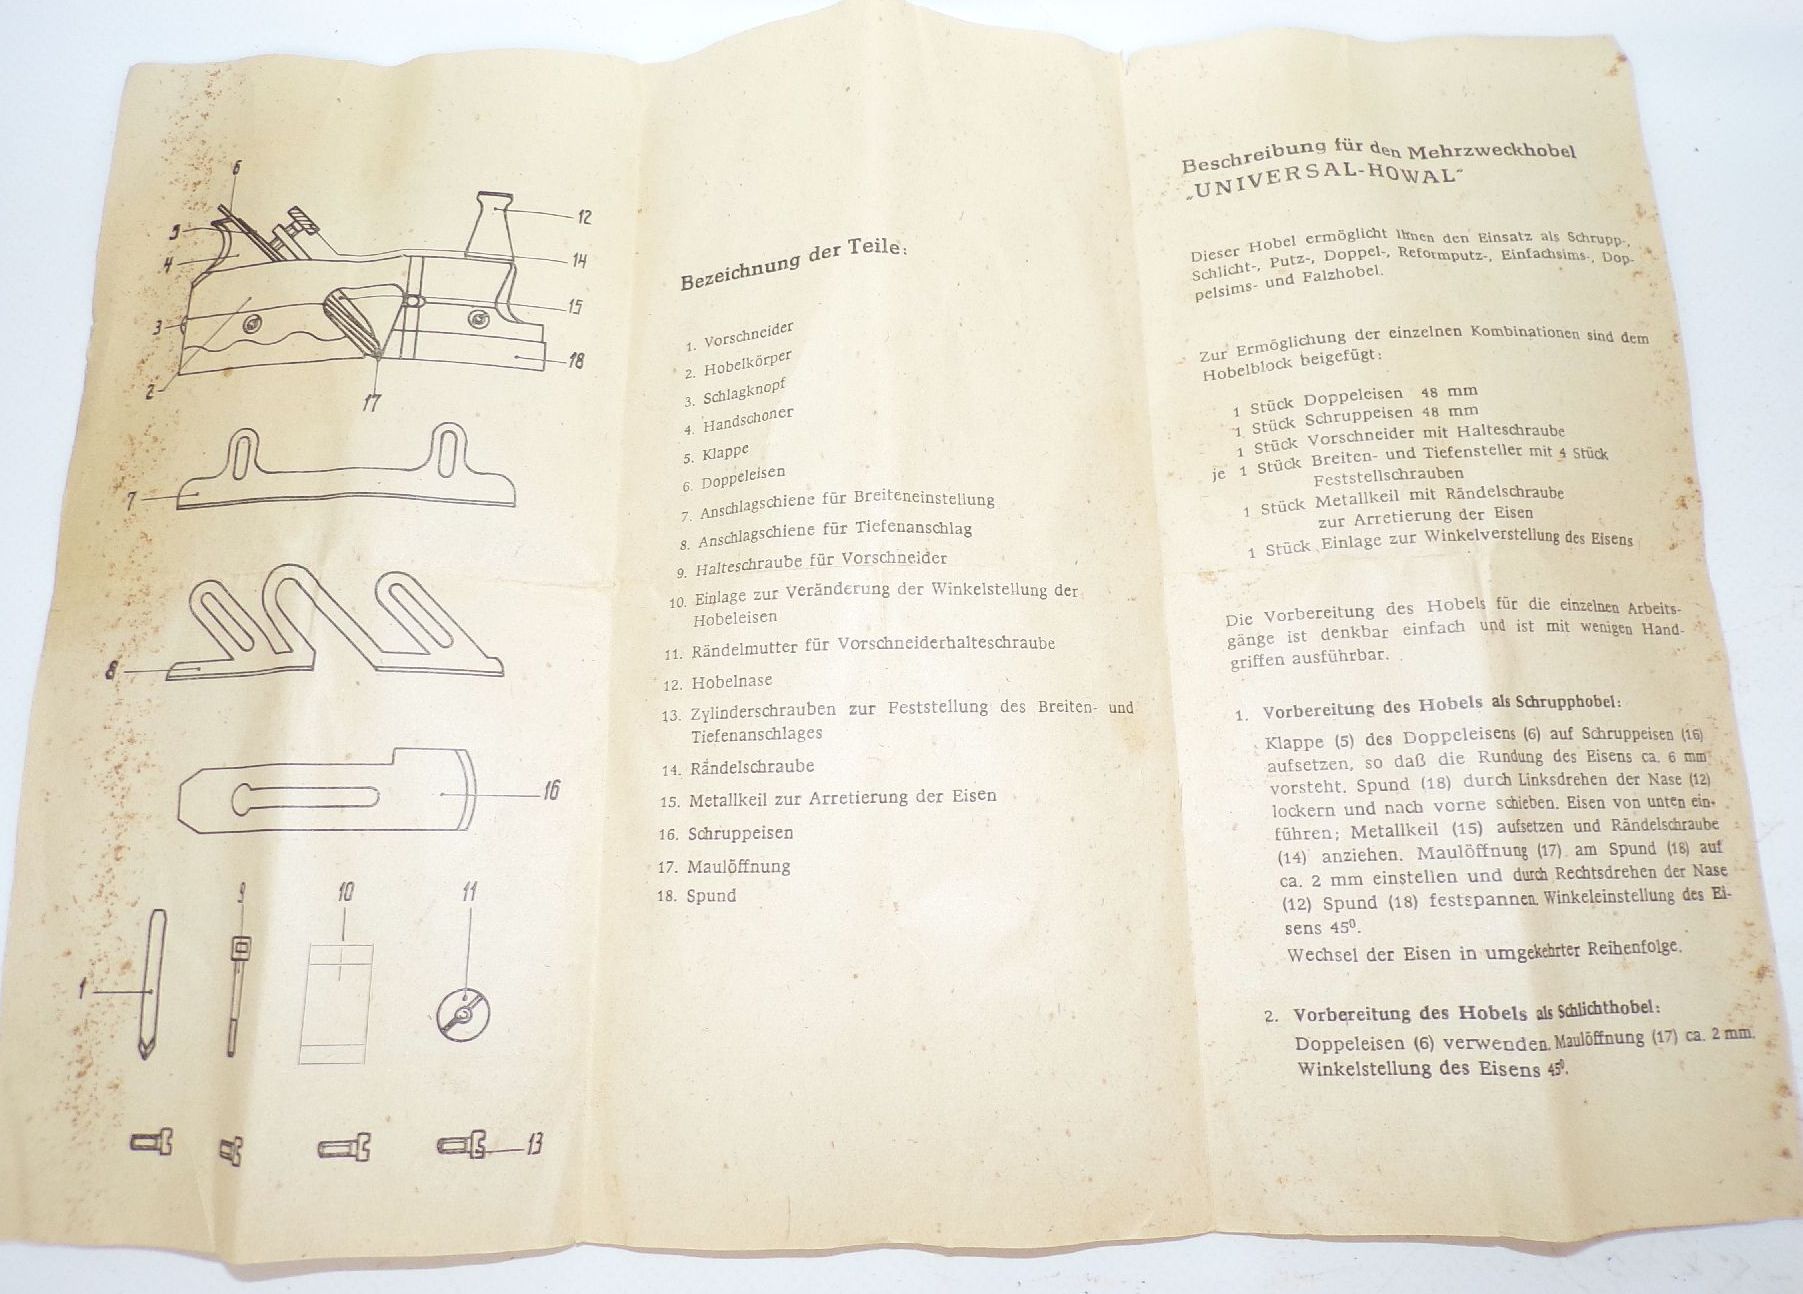 6
12
5
4
14
15
3
18
2
17
7
8
16
9
10
11
1
13
Bezeichnung der Teile:
1. Vorschneider
2. Hobelkörper
3. Schlagknopf
4. Handschoner
5. Klappe
6. Doppeleisen
7. Anschlagschiene für Breiteneinstellung
8. Anschlagschiene für Tiefenanschlag
9. Halteschraube für Vorschneider
10. Einlage zur Veränderung der Winkelstellung der
Hobeleisen
11. Rändelmutter für Vorschneiderhalteschraube
12. Hobelnase
13. Zylinderschrauben zur Feststellung des Breiten- und
Tiefenanschlages
14. Rändelschraube
15. Metallkeil zur Arretierung der Eisen
16. Schruppeisen
17. Maulöffnung
18. Spund
Beschreibung für den Mehrzweckhobel
„UNIVERSAL-HOWAL"
Dieser Hobel ermöglicht Ihnen den Einsatz als Schrupp-,
Schlicht-, Putz-, Doppel-, Reformputz-, Einfachsims-, Dop-
pelsims- und Falzhobel.
Zur Ermöglichung der einzelnen Kombinationen sind dem
Hobelblock beigefügt:
1 Stück Doppeleisen 48 mm
1 Stück Schruppeisen 48 mm
1 Stück Vorschneider mit Halteschraube
je 1 Stück Breiten- und Tiefensteller mit 4 Stück
Feststellschrauben
1 Stück Metallkeil mit Rändelschraube
zur Arretierung der Eisen
1 Stück Einlage zur Winkelverstellung des Eisens
Die Vorbereitung des Hobels für die einzelnen Arbeits-
gänge ist denkbar einfach und ist mit wenigen Hand-
griffen ausführbar.
1. Vorbereitung des Hobels als Schrupphobel:
Klappe (5) des Doppeleisens (6) auf Schruppeisen (16)
aufsetzen, so daß die Rundung des Eisens ca. 6 mm
vorsteht. Spund (18) durch Linksdrehen der Nase (12)
lockern und nach vorne schieben. Eisen von unten ein-
führen; Metallkeil (15) aufsetzen und Rändelschraube
(14) anziehen. Maulöffnung (17) am Spund (18) auf
ca. 2 mm einstellen und durch Rechtsdrehen der Nase
(12) Spund (18) festspannen. Winkeleinstellung des Ei-
sens 45⁰.
Wechsel der Eisen in umgekehrter Reihenfolge.
2. Vorbereitung des Hobels als Schlichthobel:
Doppeleisen (6) verwenden. Maulöffnung (17) ca. 2 mm.
Winkelstellung des Eisens 45⁰.